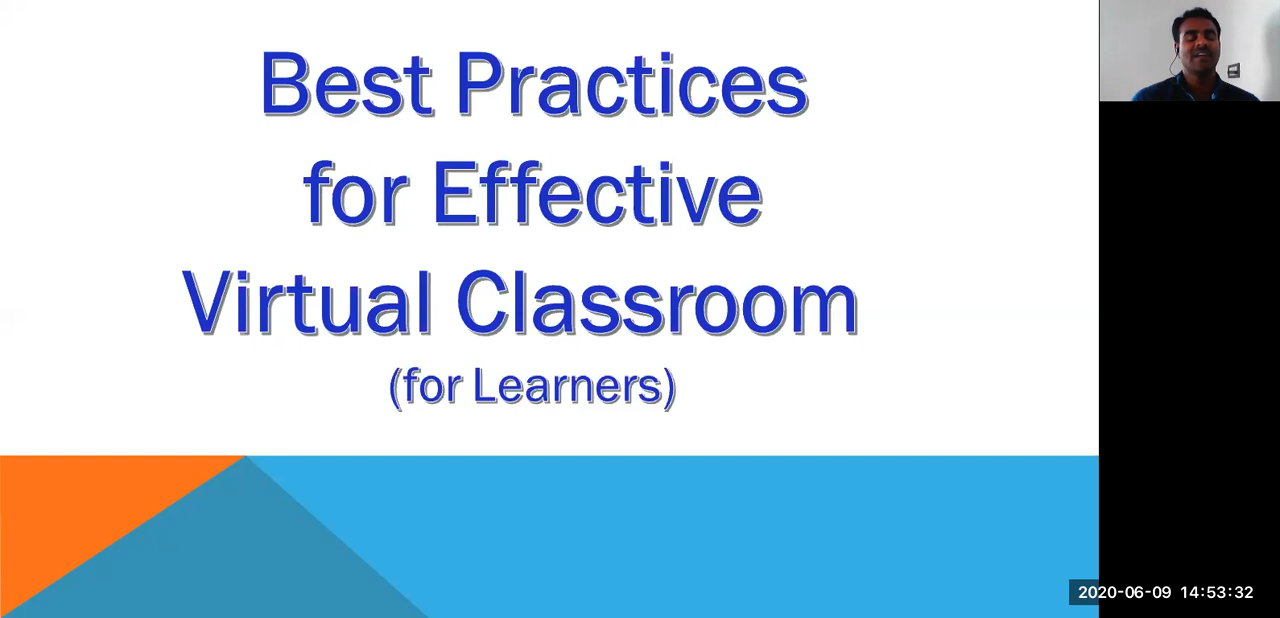 Best Practices
for Effective
Virtual Classroom
(for Learners)
2020-06-09 14:53:32